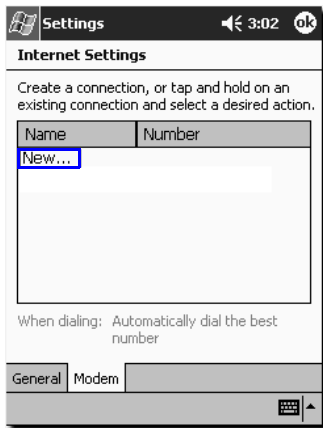 Settings 3:02 ok
Internet Settings
Create a connection, or tap and hold on an
existing connection and select a desired action.
Name Number
New...
When dialing: Automatically dial the best
number
General Modem